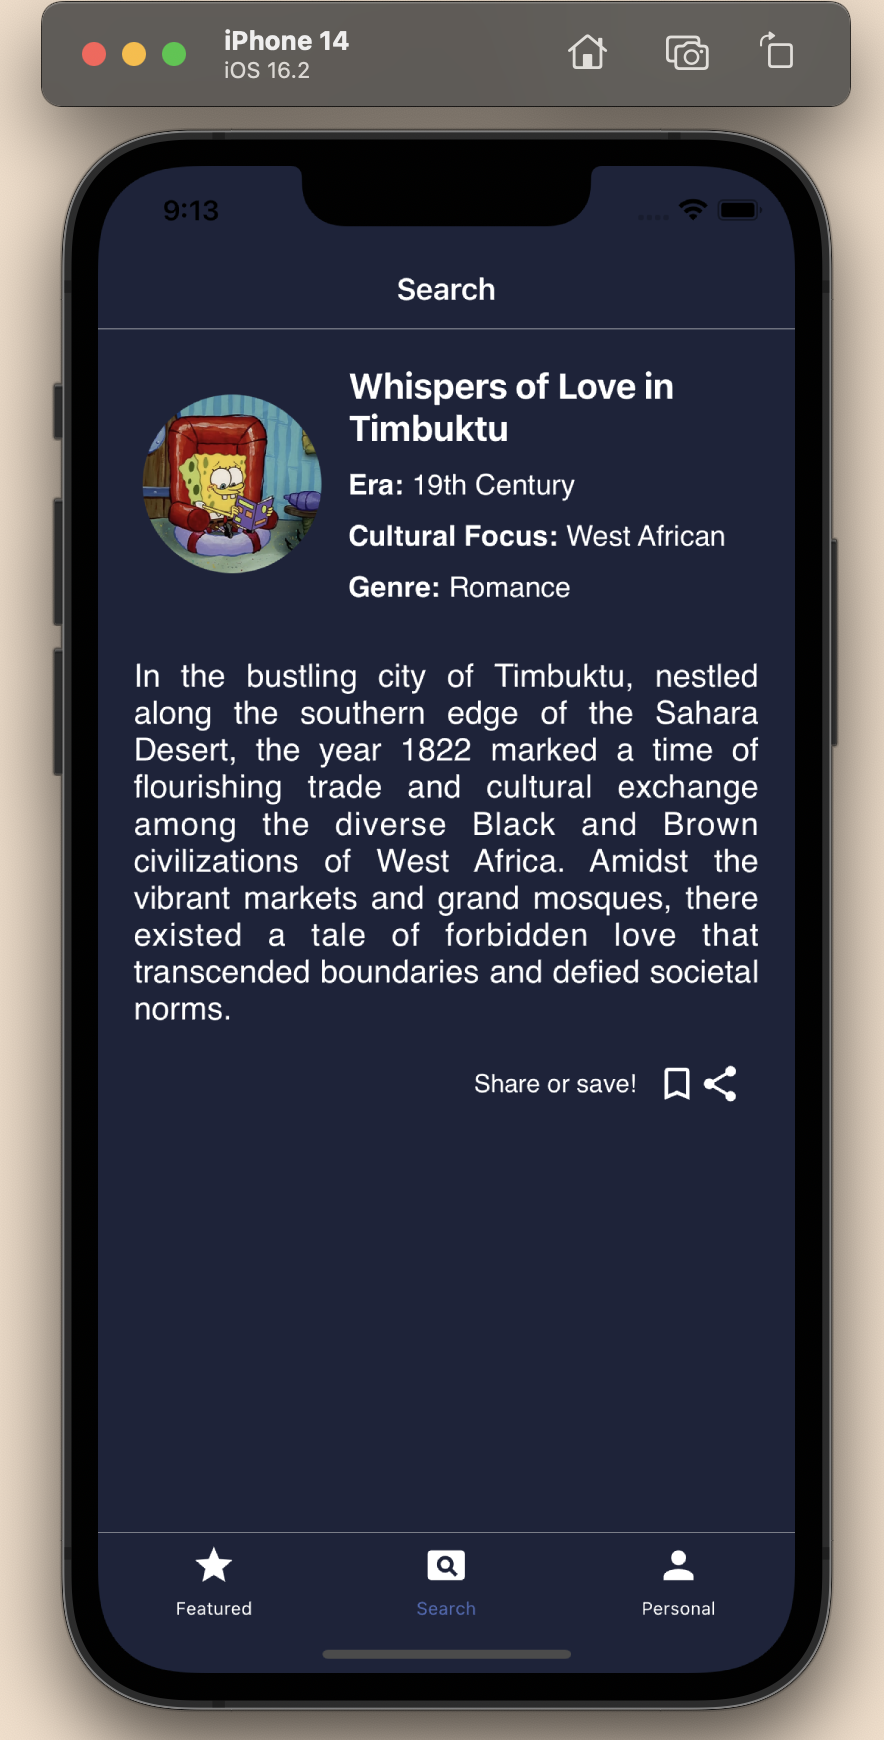 iPhone 14
iOS 16.2
9:13
Search
Whispers of Love in
Timbuktu
Era: 19th Century
Cultural Focus: West African
Genre: Romance
In the bustling city of Timbuktu, nestled
along the southern edge of the Sahara
Desert, the year 1822 marked a time of
flourishing trade and cultural exchange
among the diverse Black and Brown
civilizations of West Africa. Amidst the
vibrant markets and grand mosques, there
existed a tale of forbidden love that
transcended boundaries and defied societal
norms.
Share or save!
Featured
Search
Personal